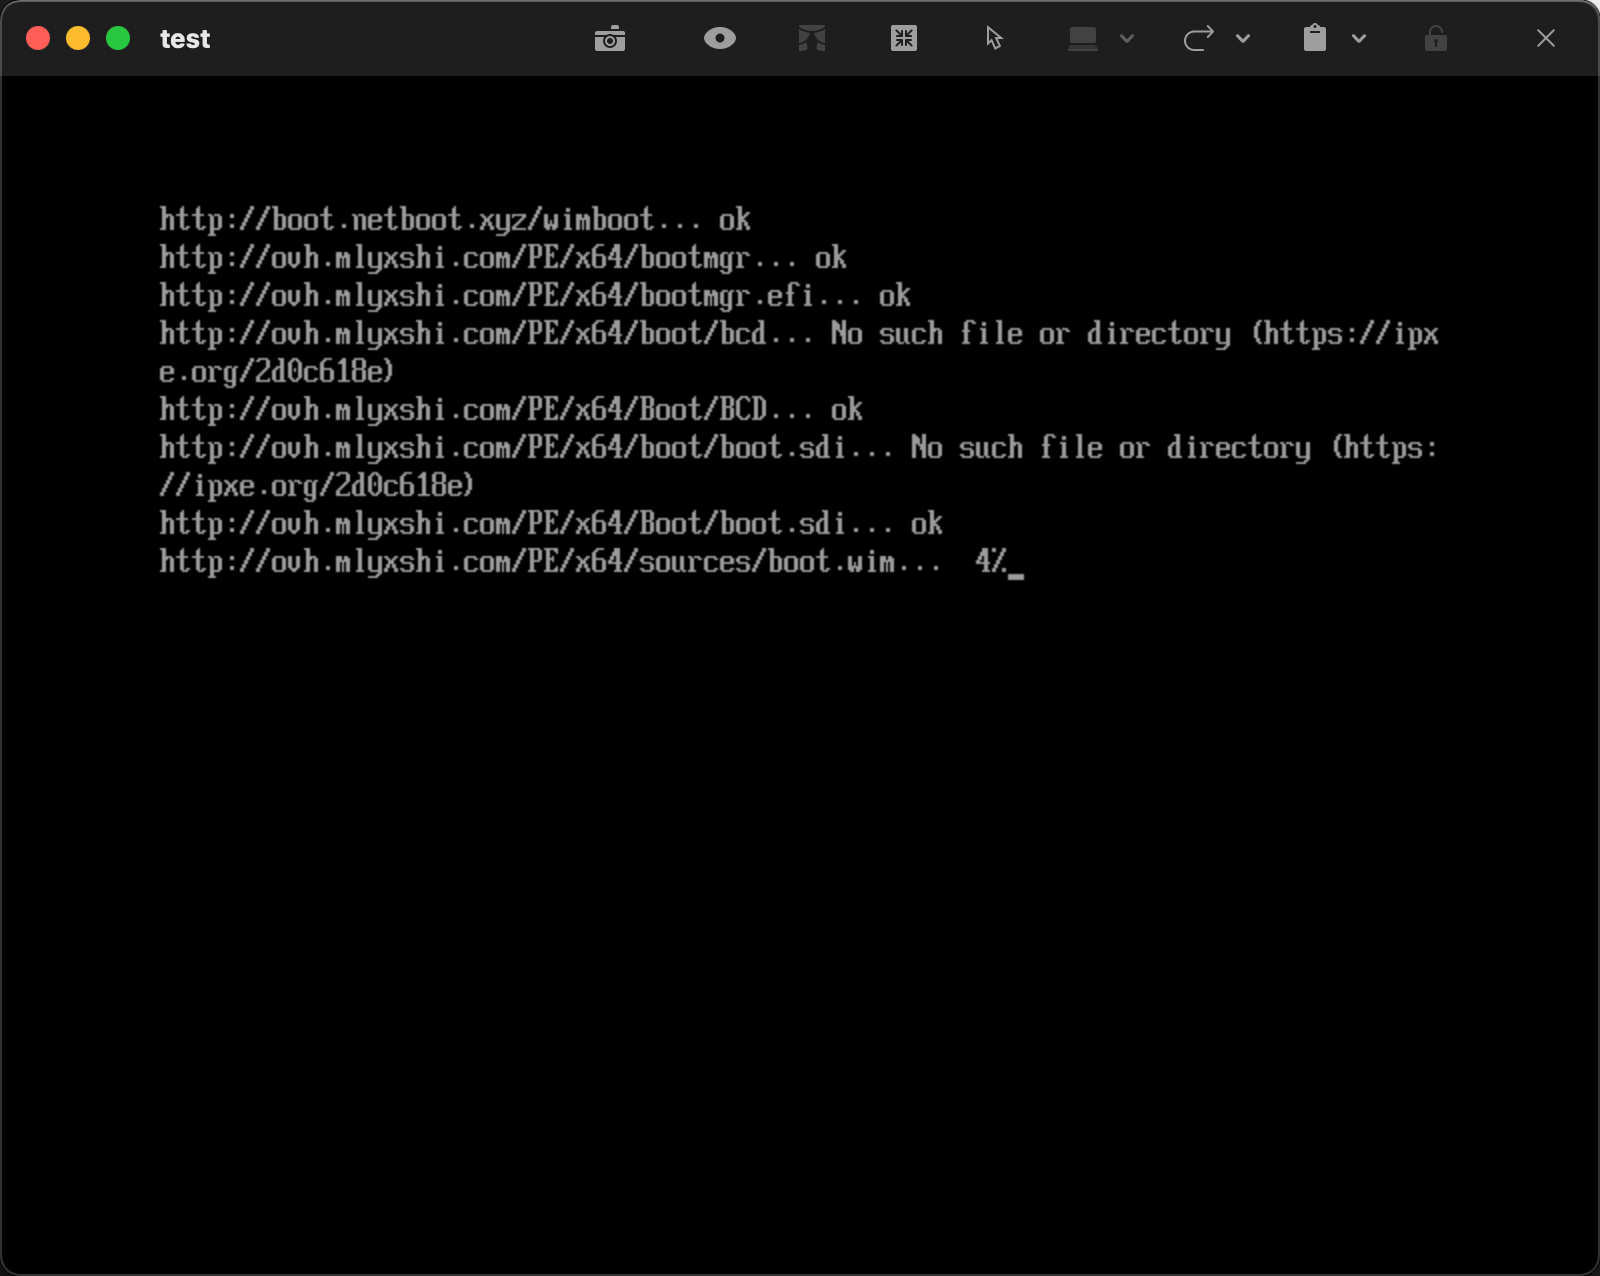 test
http://boot.netboot.xyz/wimboot... ok
http://ovh.mlyxshi.com/PE/x64/bootmgr... ok
http://ovh.mlyxshi.com/PE/x64/bootmgr.efi... ok
http://ovh.mlyxshi.com/PE/x64/boot/bcd... No such file or directory (https://ipx
e.org/2d0c618e)
http://ovh.mlyxshi.com/PE/x64/Boot/BCD... ok
http://ovh.mlyxshi.com/PE/x64/boot/boot.sdi... No such file or directory (https:
//ipxe.org/2d0c618e)
http://ovh.mlyxshi.com/PE/x64/Boot/boot.sdi... ok
http://ovh.mlyxshi.com/PE/x64/sources/boot.wim...  4%_